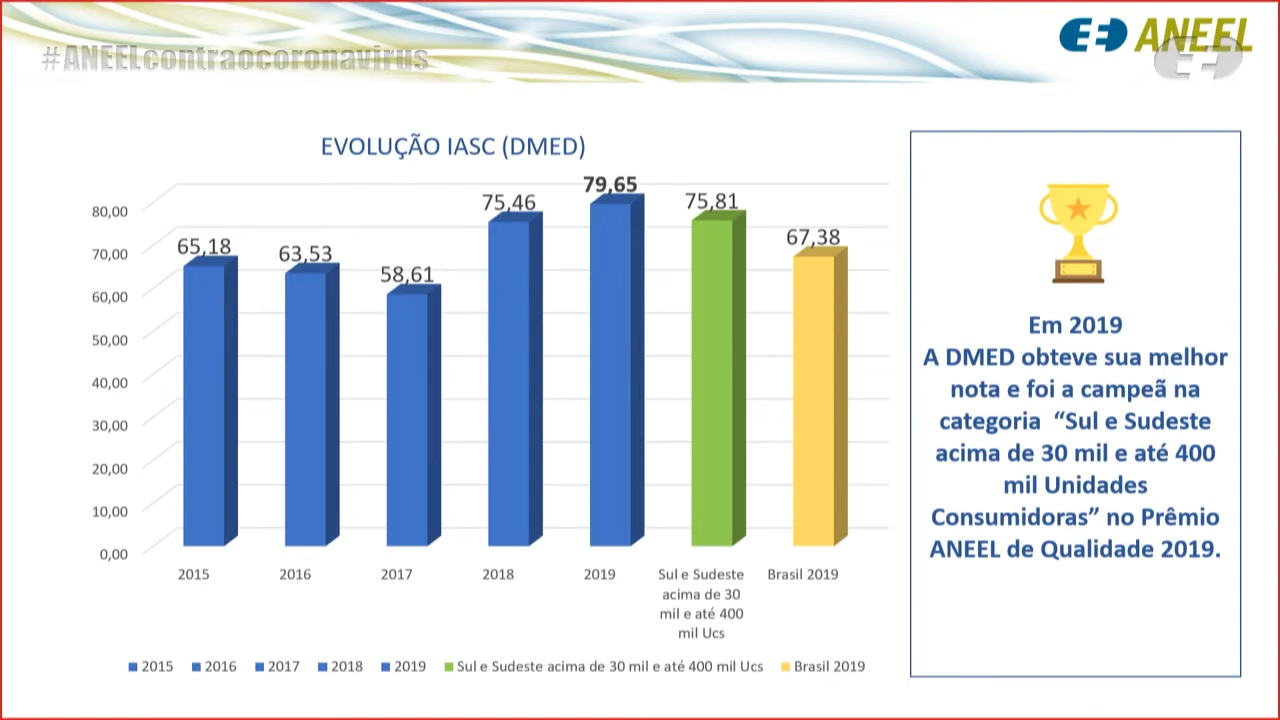 #ANEELcontraocoronavirus
ANEEL
EVOLUÇÃO IASC (DMED)
80,00
70,00
60,00
50,00
40,00
30,00
20,00
10,00
0,00
65,18
63,53
58,61
75,46
79,65
75,81
67,38
2015
2016
2017
2018
2019
Sul e Sudeste
acima de 30
mil e até 400
mil Ucs
Brasil 2019
2015 2016 2017 2018 2019 Sul e Sudeste acima de 30 mil e até 400 mil Ucs Brasil 2019
Em 2019
A DMED obteve sua melhor
nota e foi a campeã na
categoria “Sul e Sudeste
acima de 30 mil e até 400
mil Unidades
Consumidoras” no Prêmio
ANEEL de Qualidade 2019.